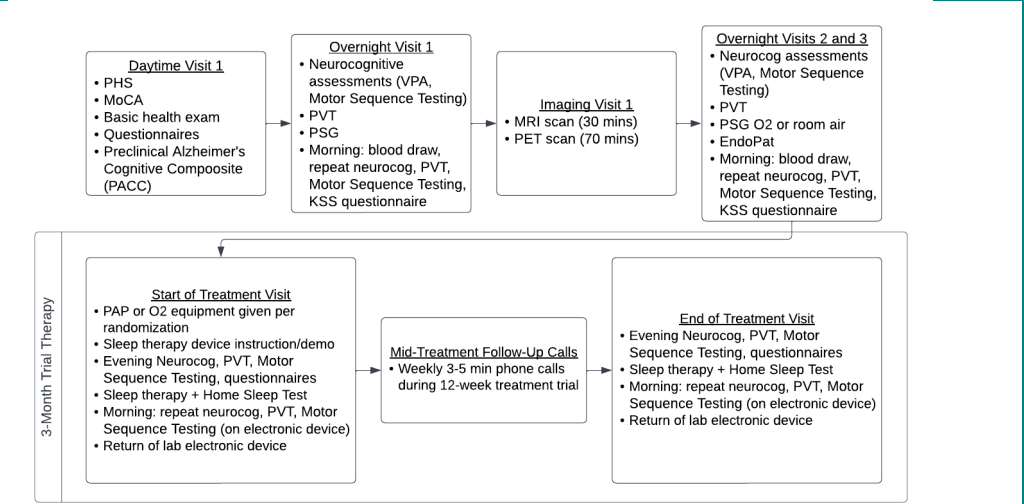 Daytime Visit 1
• PHS
• MoCA
• Basic health exam
• Questionnaires
• Preclinical Alzheimer's
Cognitive Compoosite
(PACC)
Overnight Visit 1
• Neurocognitive
assessments (VPA,
Motor Sequence Testing)
• PVT
• PSG
• Morning: blood draw,
repeat neurocog, PVT,
Motor Sequence Testing,
KSS questionnaire
Imaging Visit 1
• MRI scan (30 mins)
• PET scan (70 mins)
Overnight Visits 2 and 3
• Neurocog assessments
(VPA, Motor Sequence
Testing)
• PVT
• PSG O2 or room air
• EndoPat
• Morning: blood draw,
repeat neurocog, PVT,
Motor Sequence Testing,
KSS questionnaire
3-Month Trial Therapy
Start of Treatment Visit
• PAP or O2 equipment given per
randomization
• Sleep therapy device instruction/demo
• Evening Neurocog, PVT, Motor
Sequence Testing, questionnaires
• Sleep therapy + Home Sleep Test
• Morning: repeat neurocog, PVT, Motor
Sequence Testing (on electronic device)
• Return of lab electronic device
Mid-Treatment Follow-Up Calls
• Weekly 3-5 min phone calls
during 12-week treatment trial
End of Treatment Visit
• Evening Neurocog, PVT, Motor
Sequence Testing, questionnaires
• Sleep therapy + Home Sleep Test
• Morning: repeat neurocog, PVT, Motor
Sequence Testing (on electronic device)
• Return of lab electronic device